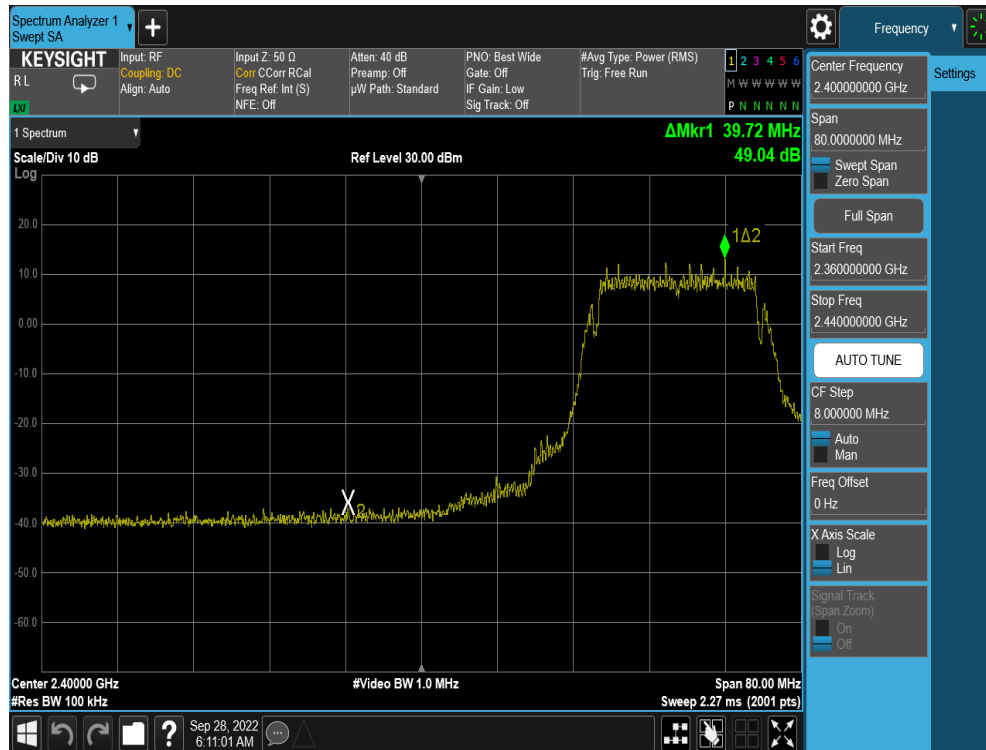 Spectrum Analyzer 1
Swept SA
+
Frequency
KEYSIGHT
RL
LXI
Input: RF
Coupling: DC
Align: Auto
Input Z: 50 Ω
Corr CCorr RCal
Freq Ref: Int (S)
NFE: Off
Atten: 40 dB
Preamp: Off
µW Path: Standard
PNO: Best Wide
Gate: Off
IF Gain: Low
Sig Track: Off
#Avg Type: Power (RMS)
Trig: Free Run
1 2 3 4 5 6
M W W W W W
P N N N N N
Center Frequency
2.400000000 GHz
Settings
Span
80.0000000 MHz
Swept Span
Zero Span
Full Span
Start Freq
2.360000000 GHz
Stop Freq
2.440000000 GHz
AUTO TUNE
CF Step
8.000000 MHz
Auto
Man
Freq Offset
0 Hz
X Axis Scale
Log
Lin
Signal Track
(Span Zoom)
On
Off
1 Spectrum
ΔMkr1 39.72 MHz
49.04 dB
Scale/Div 10 dB
Ref Level 30.00 dBm
Log
20.0
10.0
0.00
-10.0
-20.0
-30.0
-40.0
-50.0
-60.0
1Δ2
X2
Center 2.40000 GHz
#Video BW 1.0 MHz
Span 80.00 MHz
#Res BW 100 kHz
Sweep 2.27 ms (2001 pts)
?
Sep 28, 2022
6:11:01 AM